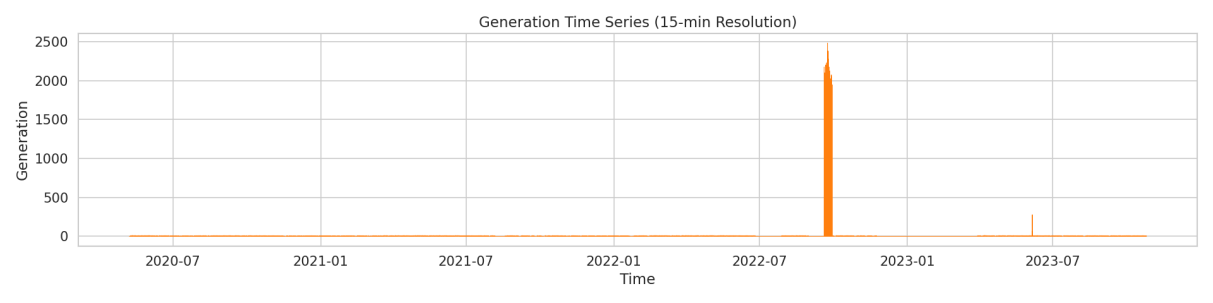 Generation Time Series (15-min Resolution)
Generation
2500
2000
1500
1000
500
0
2020-07 2021-01 2021-07 2022-01 2022-07 2023-01 2023-07
Time